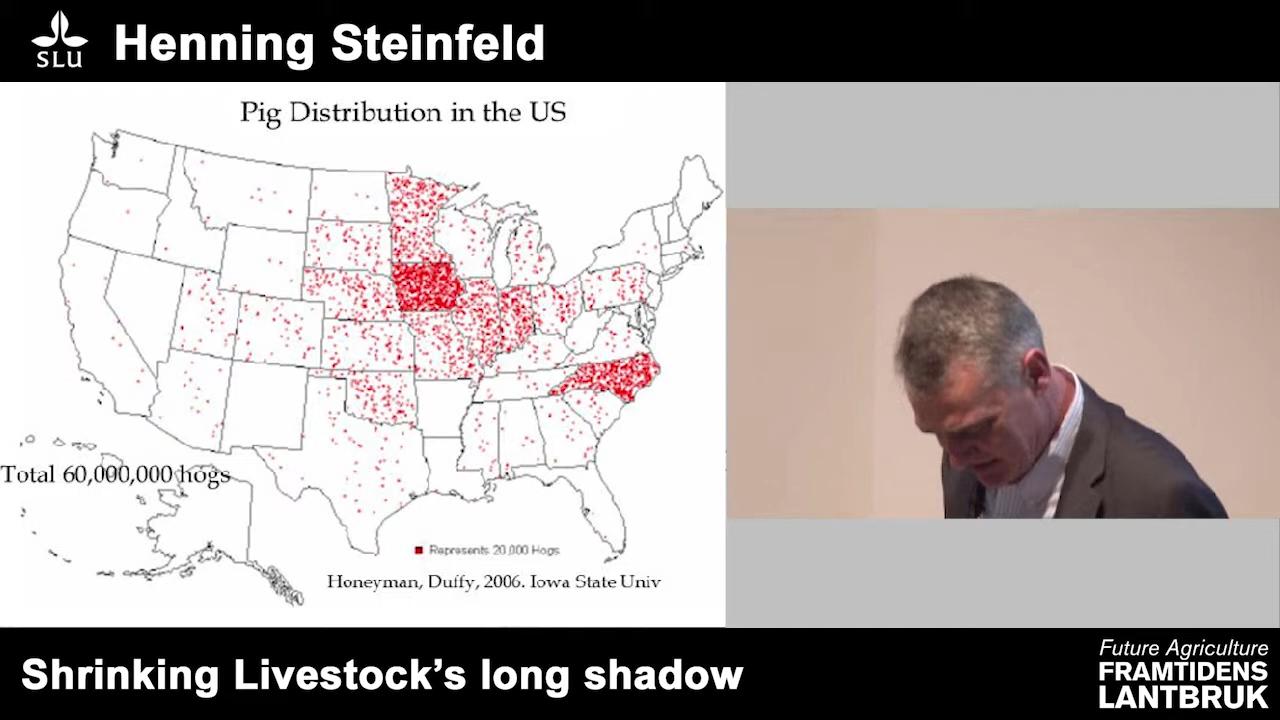 SLU
Henning Steinfeld
Pig Distribution in the US
Total 60,000,000 hogs
Represents 20,000 Hogs
Honeyman, Duffy, 2006. Iowa State Univ
Shrinking Livestock’s long shadow
Future Agriculture
FRAMTIDENS
LANTBRUK